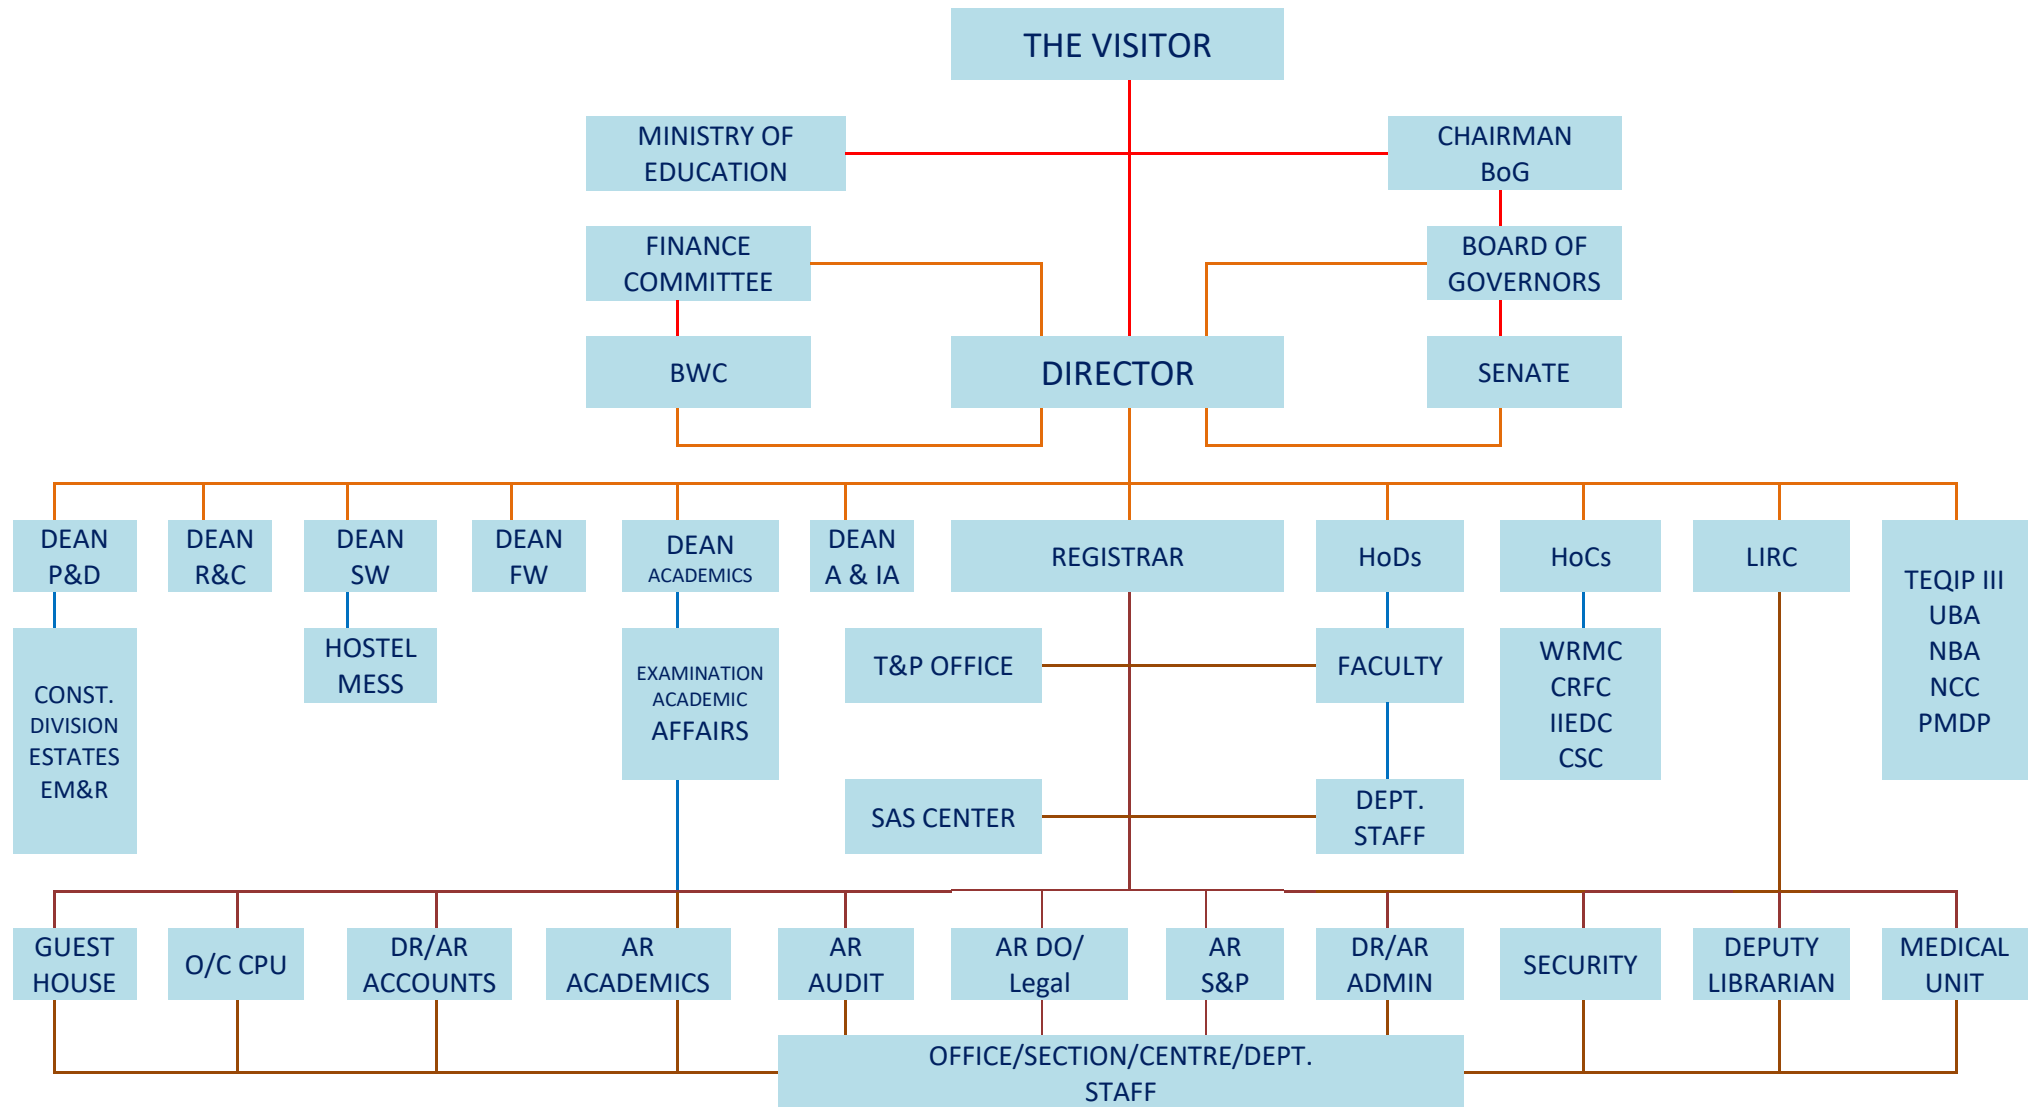 THE VISITOR
MINISTRY OF
EDUCATION
CHAIRMAN
BoG
FINANCE
COMMITTEE
BOARD OF
GOVERNORS
BWC
DIRECTOR
SENATE
DEAN
P&D
DEAN
R&C
DEAN
SW
DEAN
FW
DEAN
ACADEMICS
DEAN
A & IA
REGISTRAR
HoDs
HoCs
LIRC
TEQIP III
UBA
NBA
NCC
PMDP
CONST.
DIVISION
ESTATES
EM&R
HOSTEL
MESS
EXAMINATION
ACADEMIC
AFFAIRS
T&P OFFICE
FACULTY
WRMC
CRFC
IIEDC
CSC
SAS CENTER
DEPT.
STAFF
GUEST
HOUSE
O/C CPU
DR/AR
ACCOUNTS
AR
ACADEMICS
AR
AUDIT
AR DO/
Legal
AR
S&P
DR/AR
ADMIN
SECURITY
DEPUTY
LIBRARIAN
MEDICAL
UNIT
OFFICE/SECTION/CENTRE/DEPT.
STAFF